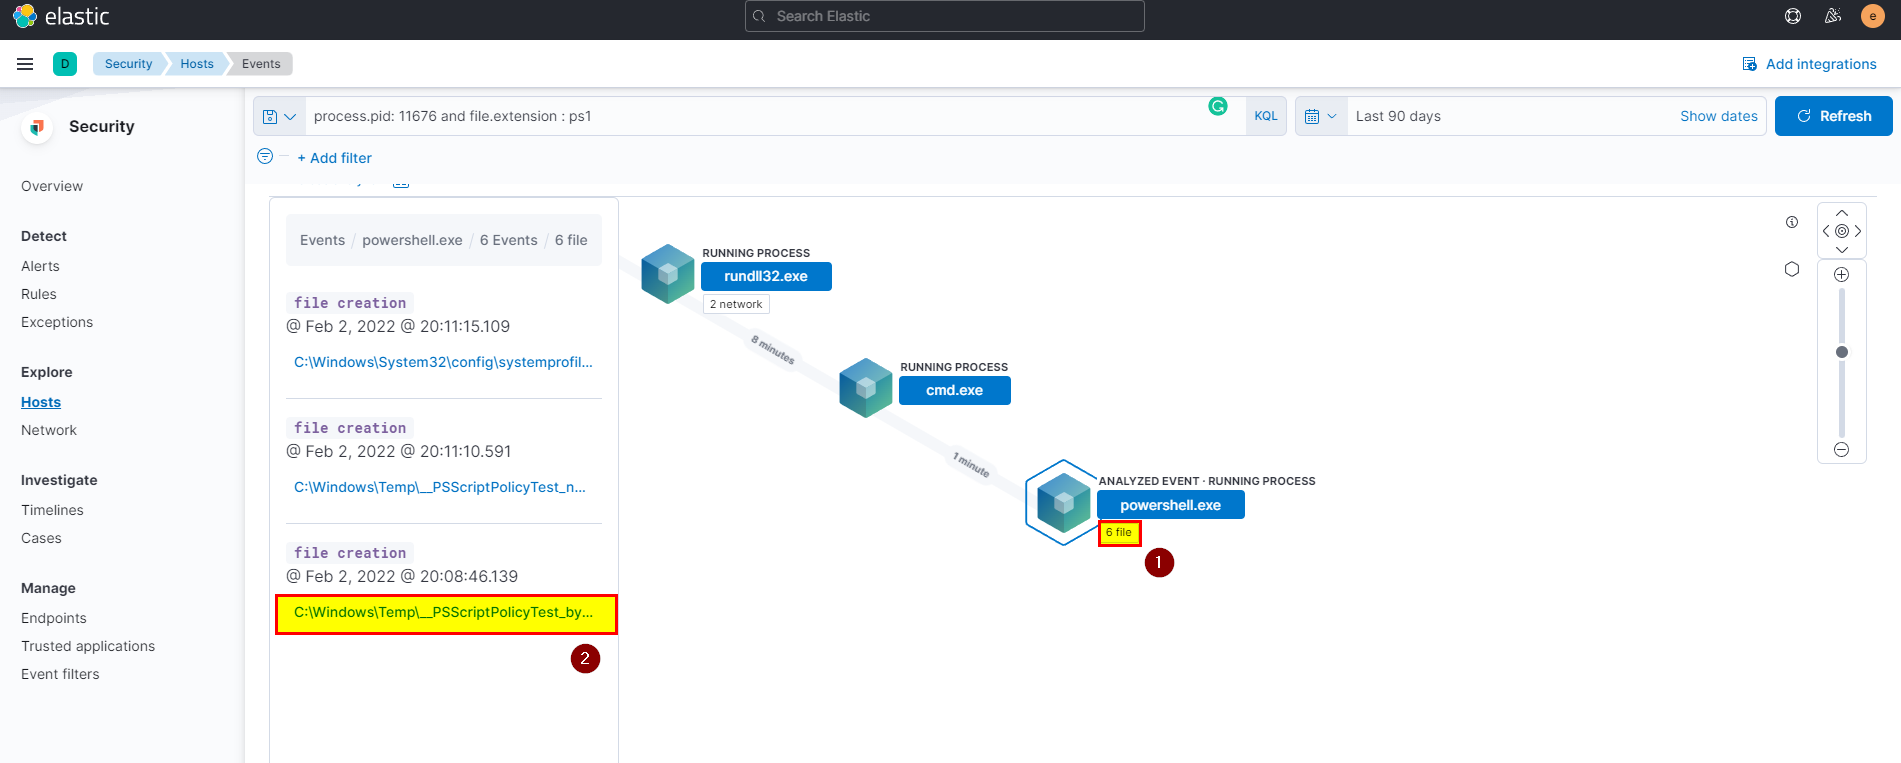 elastic
Search Elastic
e
D
Security
Hosts
Events
Add integrations
Security
process.pid: 11676 and file.extension : ps1
KQL
Last 90 days
Show dates
Refresh
+ Add filter
Overview
Detect
Alerts
Rules
Exceptions
Explore
Hosts
Network
Investigate
Timelines
Cases
Manage
Endpoints
Trusted applications
Event filters
Events / powershell.exe / 6 Events / 6 file
file creation
@ Feb 2, 2022 @ 20:11:15.109
C:\Windows\System32\config\systemprofil...
file creation
@ Feb 2, 2022 @ 20:11:10.591
C:\Windows\Temp\__PSScriptPolicyTest_n...
file creation
@ Feb 2, 2022 @ 20:08:46.139
C:\Windows\Temp\__PSScriptPolicyTest_by...
2
RUNNING PROCESS
rundll32.exe
2 network
8 minutes
RUNNING PROCESS
cmd.exe
1 minute
ANALYZED EVENT · RUNNING PROCESS
powershell.exe
6 file
1